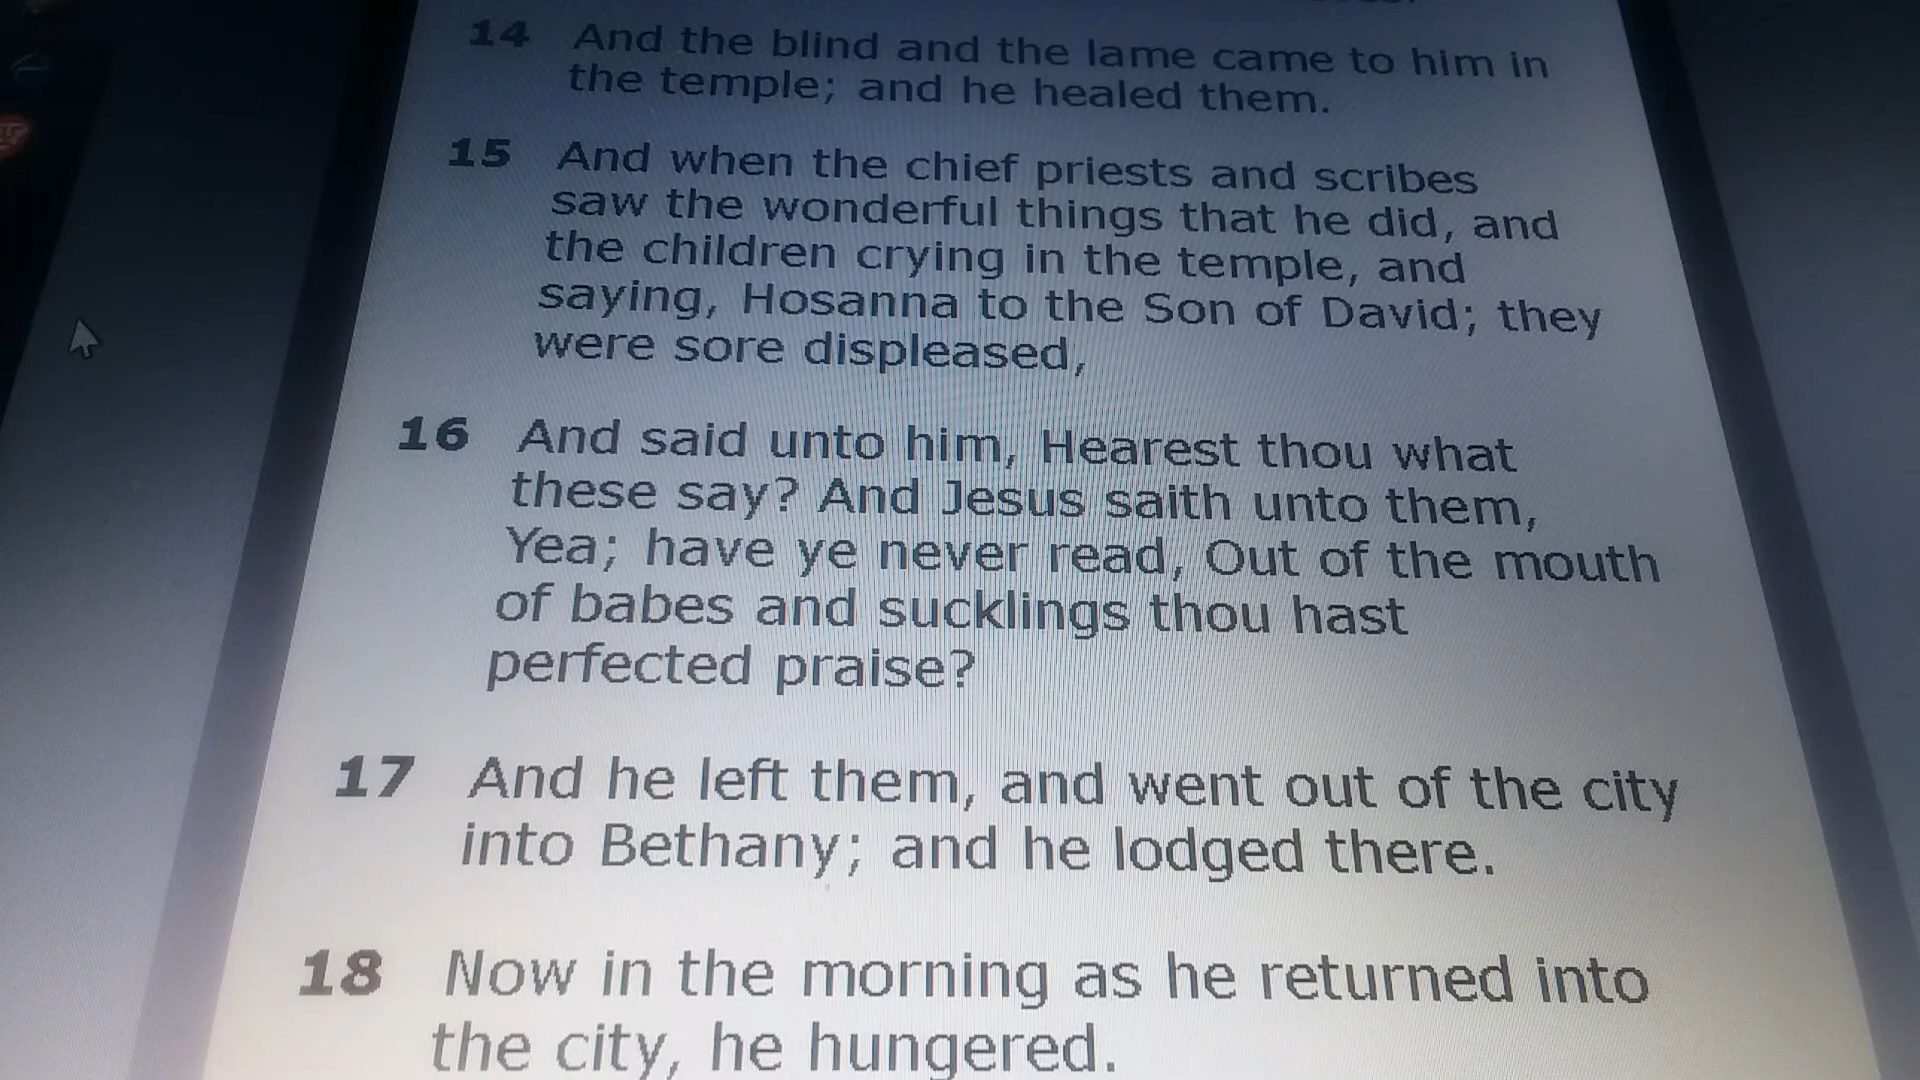 14 And the blind and the lame came to him in
the temple; and he healed them.
15 And when the chief priests and scribes
saw the wonderful things that he did, and
the children crying in the temple, and
saying, Hosanna to the Son of David; they
were sore displeased,
16 And said unto him, Hearest thou what
these say? And Jesus saith unto them,
Yea; have ye never read, Out of the mouth
of babes and sucklings thou hast
perfected praise?
17 And he left them, and went out of the city
into Bethany; and he lodged there.
18 Now in the morning as he returned into
the city, he hungered.